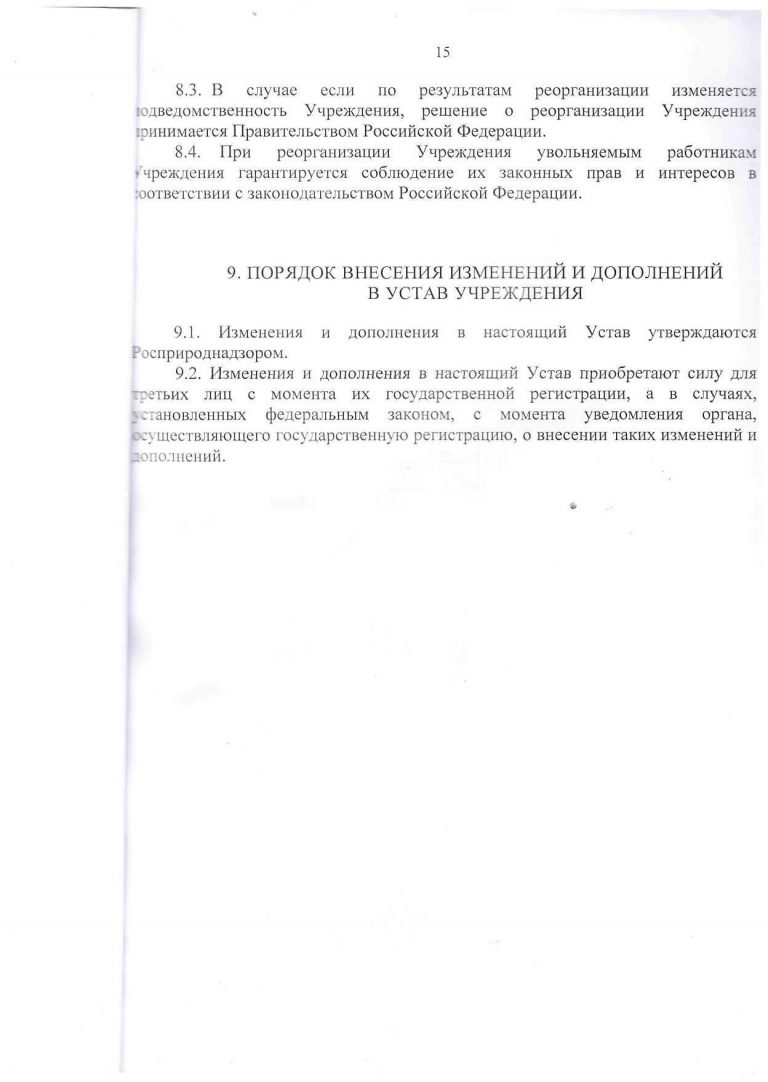 15
8.3. В случае если по результатам реорганизации изменяется
подведомственность Учреждения, решение о реорганизации Учреждения
принимается Правительством Российской Федерации.
8.4. При реорганизации Учреждения увольняемым работникам
Учреждения гарантируется соблюдение их законных прав и интересов в
соответствии с законодательством Российской Федерации.
9. ПОРЯДОК ВНЕСЕНИЯ ИЗМЕНЕНИЙ И ДОПОЛНЕНИЙ
В УСТАВ УЧРЕЖДЕНИЯ
9.1. Изменения и дополнения в настоящий Устав утверждаются
Росприроднадзором.
9.2. Изменения и дополнения в настоящий Устав приобретают силу для
третьих лиц с момента их государственной регистрации, а в случаях,
установленных федеральным законом, с момента уведомления органа,
осуществляющего государственную регистрацию, о внесении таких изменений и
дополнений.